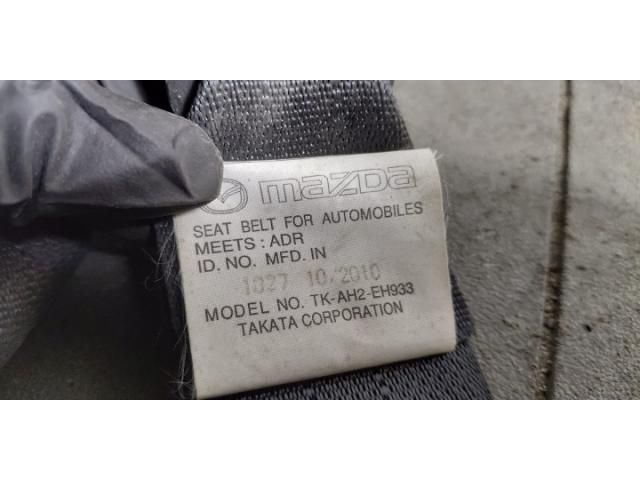 mazda
SEAT BELT FOR AUTOMOBILES
MEETS : ADR
ID. NO. MFD. IN
1027 10/2010
MODEL NO. TK-AH2-EH933
TAKATA CORPORATION